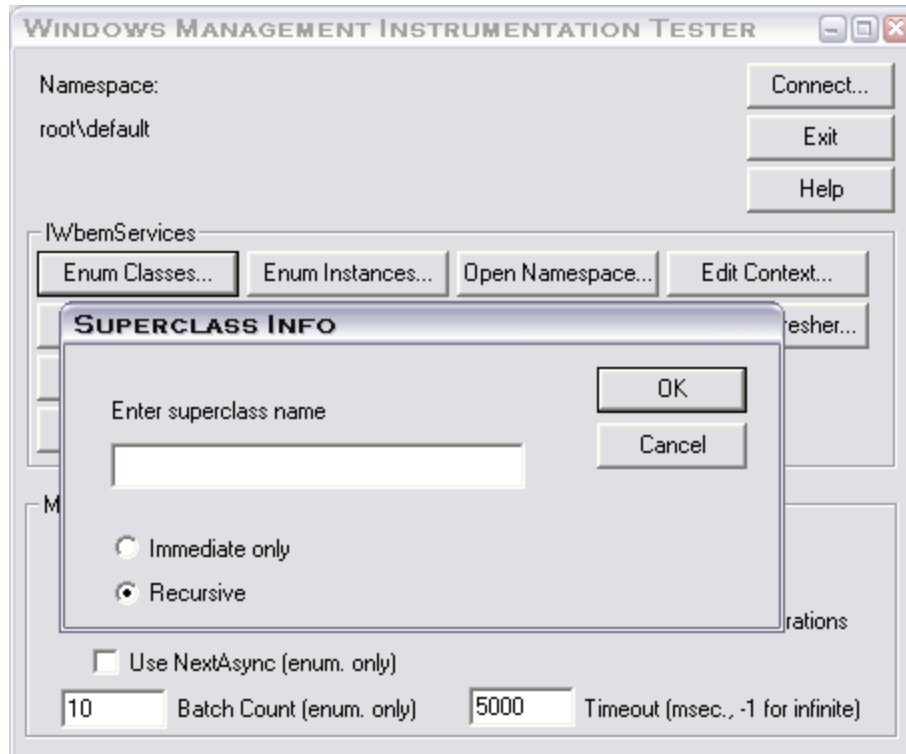 WINDOWS MANAGEMENT INSTRUMENTATION TESTER
Namespace:
root\default
Connect...
Exit
Help
IWbemServices
Enum Classes...
Enum Instances...
Open Namespace...
Edit Context...
SUPERCLASS INFO
Enter superclass name
OK
Cancel
Immediate only
Recursive
Use NextAsync (enum. only)
10
Batch Count (enum. only)
5000
Timeout (msec., -1 for infinite)